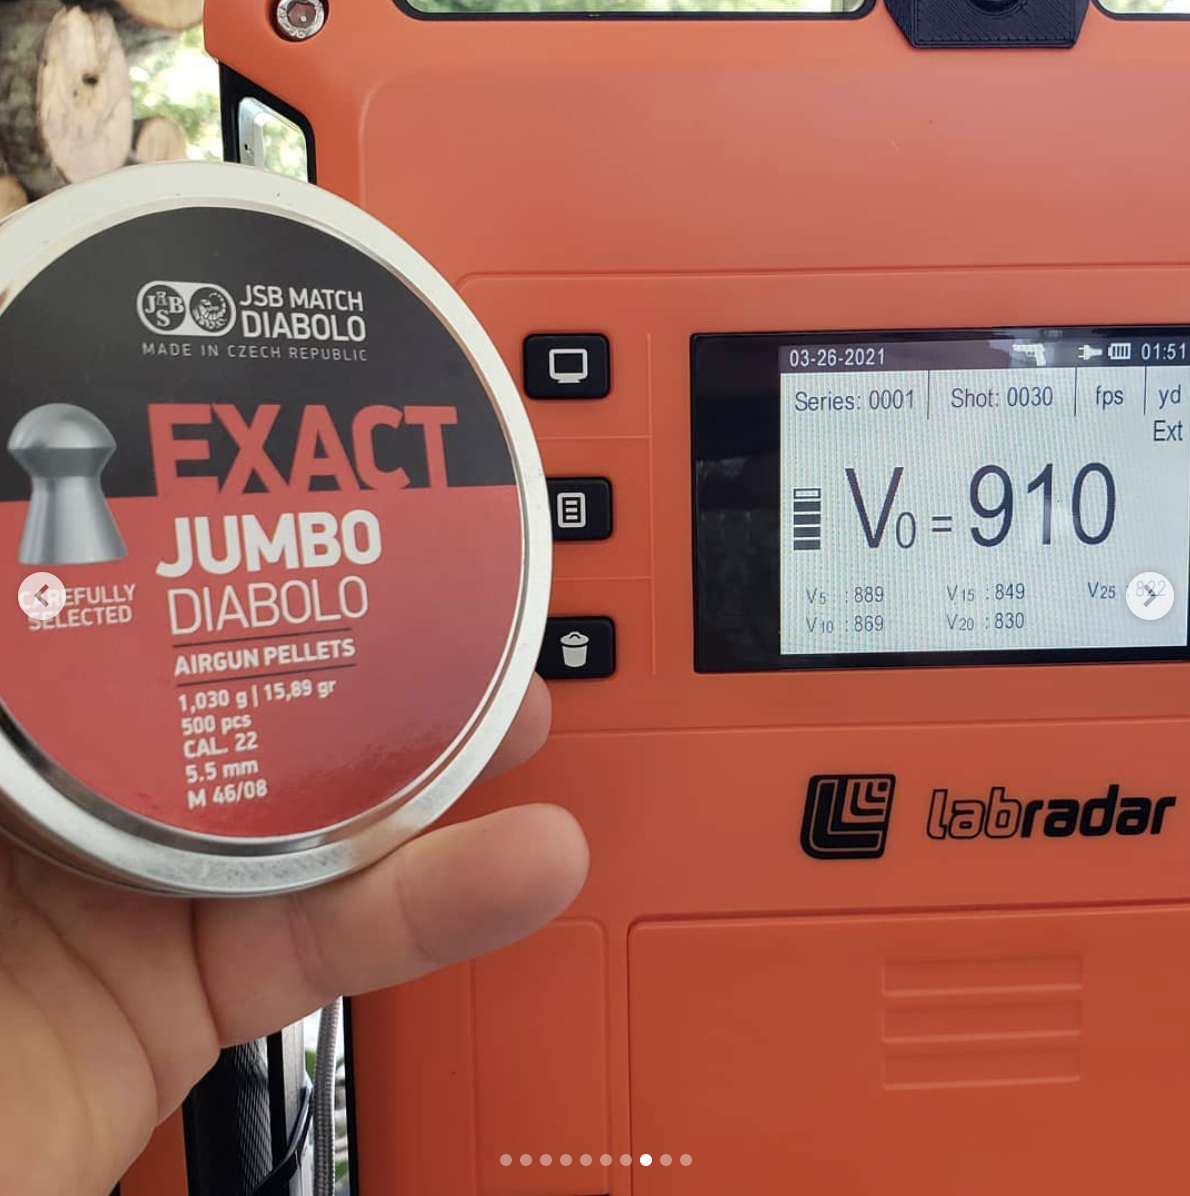 JSB
JSB MATCH
DIABOLO
MADE IN CZECH REPUBLIC
EXACT
JUMBO
DIABOLO
CAREFULLY
SELECTED
AIRGUN PELLETS
1,030 g | 15,89 gr
500 pcs
CAL. 22
5.5 mm
M 46/08
03-26-2021 01:51
Series: 0001 Shot: 0030 fps yd
Ext
V0 = 910
V5 : 889 V15 : 849 V25 :
V10 : 869 V20 : 830
labradar